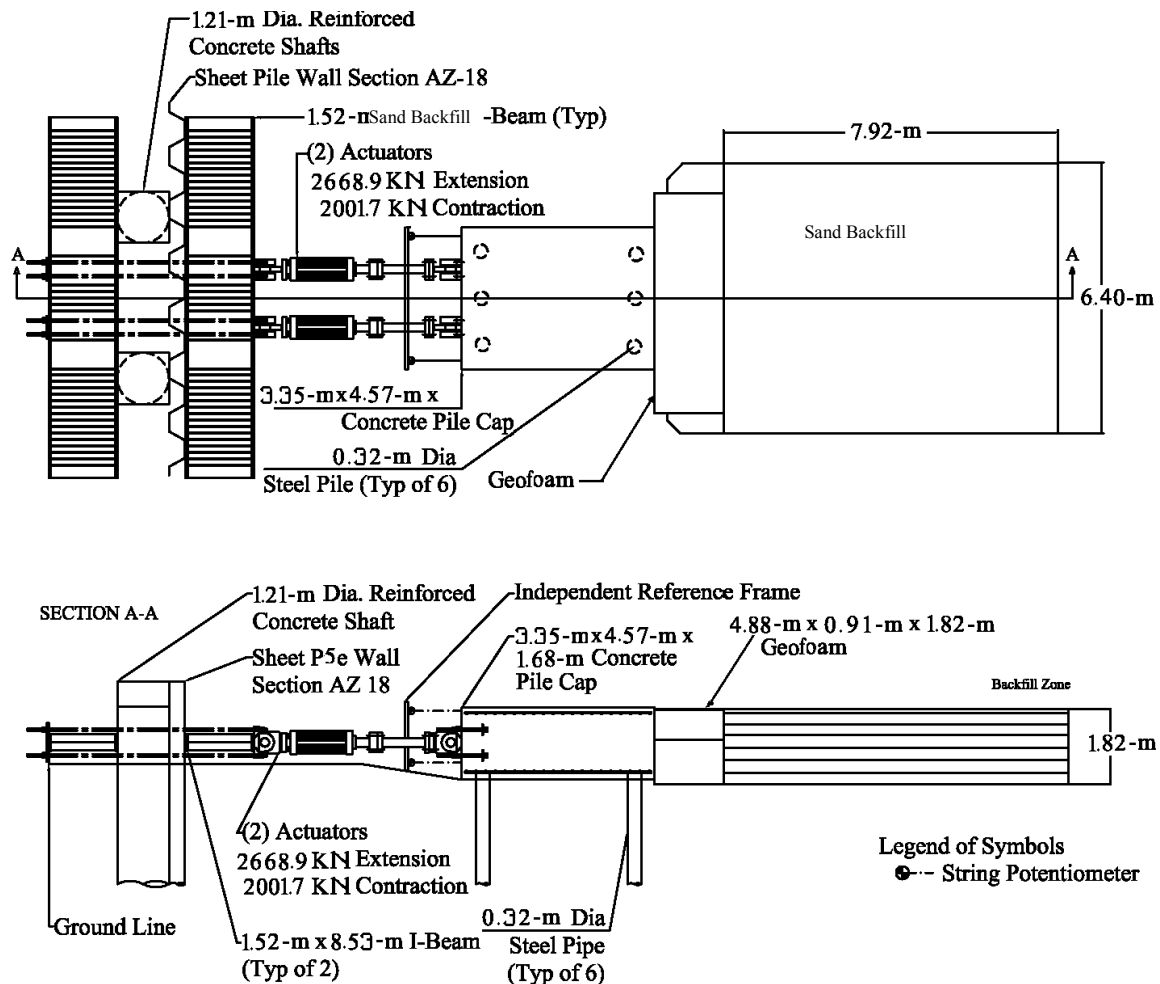 1.21-m Dia. Reinforced
Concrete Shafts
Sheet Pile Wall Section AZ-18
1.52-m Sand Backfill -Beam (Typ)
(2) Actuators
2668.9 KN Extension
2001.7 KN Contraction
7.92-m
Sand Backfill
A
A
6.40-m
3.35-m x 4.57-m x
Concrete Pile Cap
0.32-m Dia
Steel Pile (Typ of 6)
Geofoam
SECTION A-A
1.21-m Dia. Reinforced
Concrete Shaft
Sheet P5e Wall
Section AZ 18
Independent Reference Frame
3.35-m x 4.57-m x
1.68-m Concrete
Pile Cap
4.88-m x 0.91-m x 1.82-m
Geofoam
Backfill Zone
1.82-m
(2) Actuators
2668.9 KN Extension
2001.7 KN Contraction
Legend of Symbols
String Potentiometer
Ground Line
1.52-m x 8.53-m I-Beam
(Typ of 2)
0.32-m Dia
Steel Pipe
(Typ of 6)